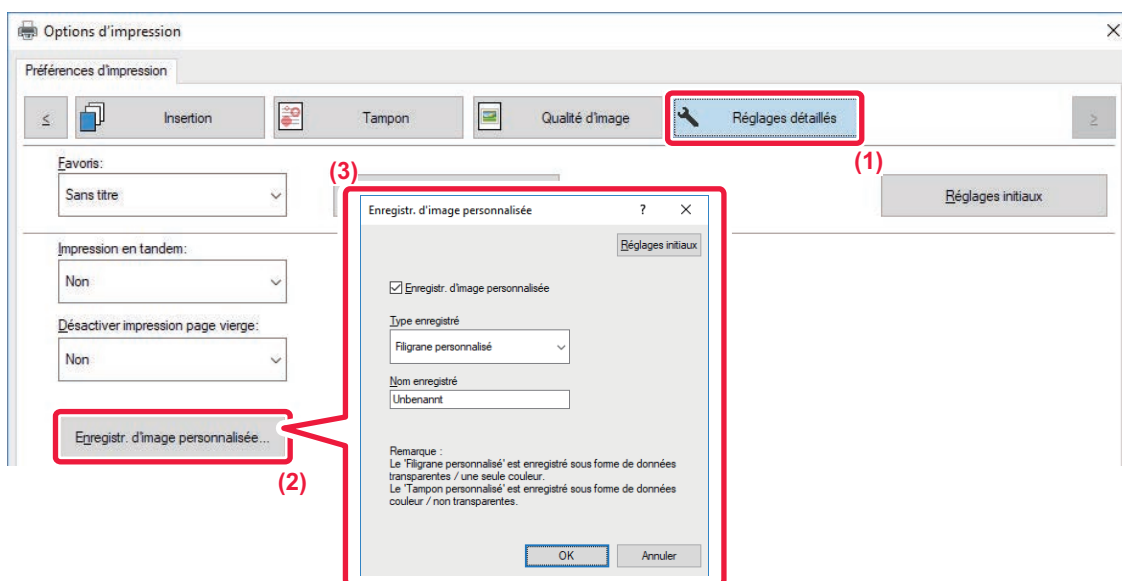 Options d'impression
Préférences d'impression
<
Insertion
Tampon
Qualité d'image
Réglages détaillés
>
(1)
Favoris:
Sans titre
Réglages initiaux
(3)
Impression en tandem:
Non
Désactiver impression page vierge:
Non
Enregistr. d'image personnalisée...
(2)
Enregistr. d'image personnalisée
?
Réglages initiaux
Enregistr. d'image personnalisée
Type enregistré
Filigrane personnalisé
Nom enregistré
Unbenannt
Remarque :
Le 'Filigrane personnalisé' est enregistré sous forme de données
transparentes / une seule couleur.
Le 'Tampon personnalisé' est enregistré sous forme de données
couleur / non transparentes.
OK
Annuler